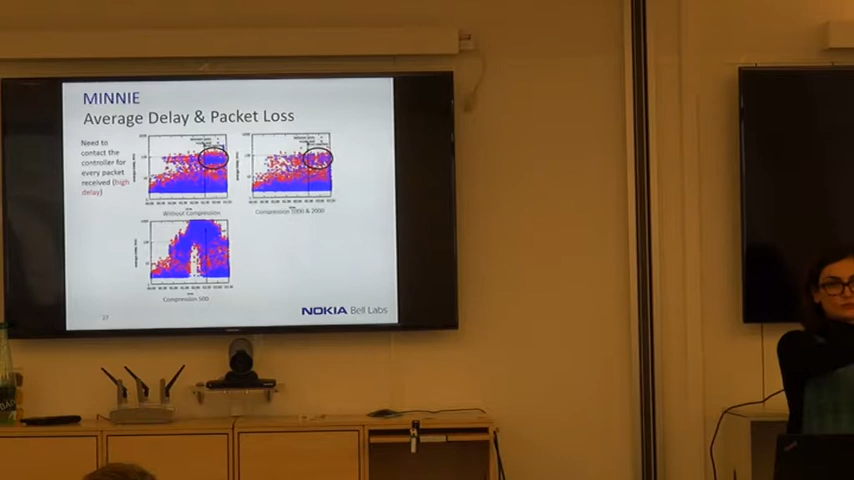 MINNIE
Average Delay & Packet Loss
Need to
contact the
controller for
every packet
received (high
delay)
Without Compression
Compression 1000 & 2000
Compression 500
27
NOKIA Bell Labs